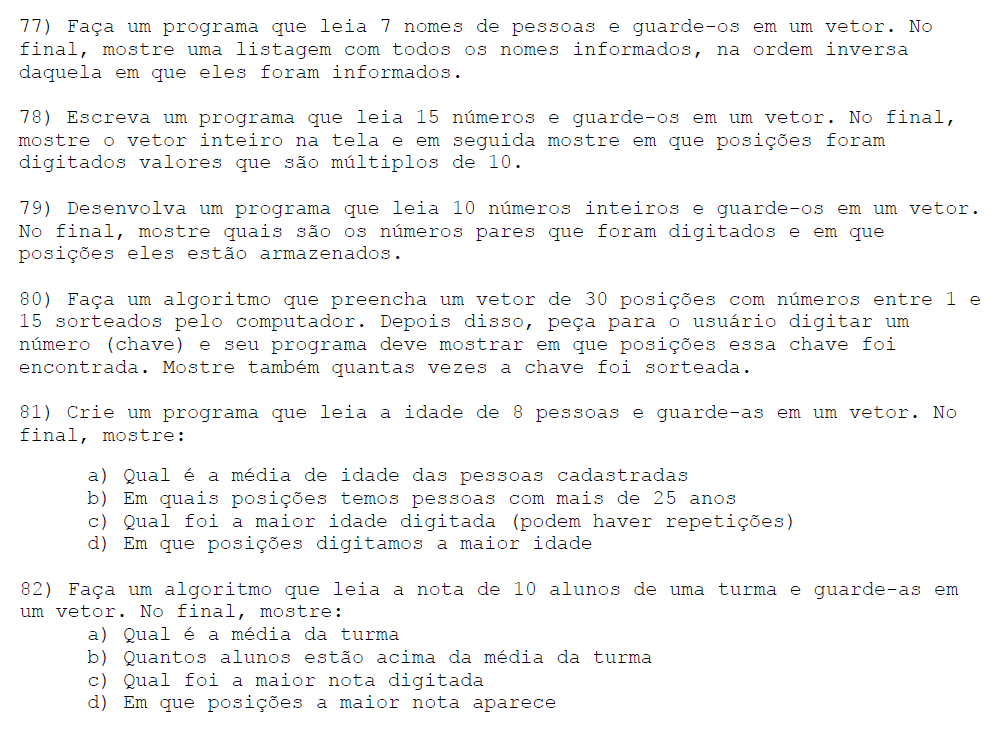 77) Faça um programa que leia 7 nomes de pessoas e guarde-os em um vetor. No
final, mostre uma listagem com todos os nomes informados, na ordem inversa
daquela em que eles foram informados.
78) Escreva um programa que leia 15 números e guarde-os em um vetor. No final,
mostre o vetor inteiro na tela e em seguida mostre em que posições foram
digitados valores que são múltiplos de 10.
79) Desenvolva um programa que leia 10 números inteiros e guarde-os em um vetor.
No final, mostre quais são os números pares que foram digitados e em que
posições eles estão armazenados.
80) Faça um algoritmo que preencha um vetor de 30 posições com números entre 1 e
15 sorteados pelo computador. Depois disso, peça para o usuário digitar um
número (chave) e seu programa deve mostrar em que posições essa chave foi
encontrada. Mostre também quantas vezes a chave foi sorteada.
81) Crie um programa que leia a idade de 8 pessoas e guarde-as em um vetor. No
final, mostre:
a) Qual é a média de idade das pessoas cadastradas
b) Em quais posições temos pessoas com mais de 25 anos
c) Qual foi a maior idade digitada (podem haver repetições)
d) Em que posições digitamos a maior idade
82) Faça um algoritmo que leia a nota de 10 alunos de uma turma e guarde-as em
um vetor. No final, mostre:
a) Qual é a média da turma
b) Quantos alunos estão acima da média da turma
c) Qual foi a maior nota digitada
d) Em que posições a maior nota aparece